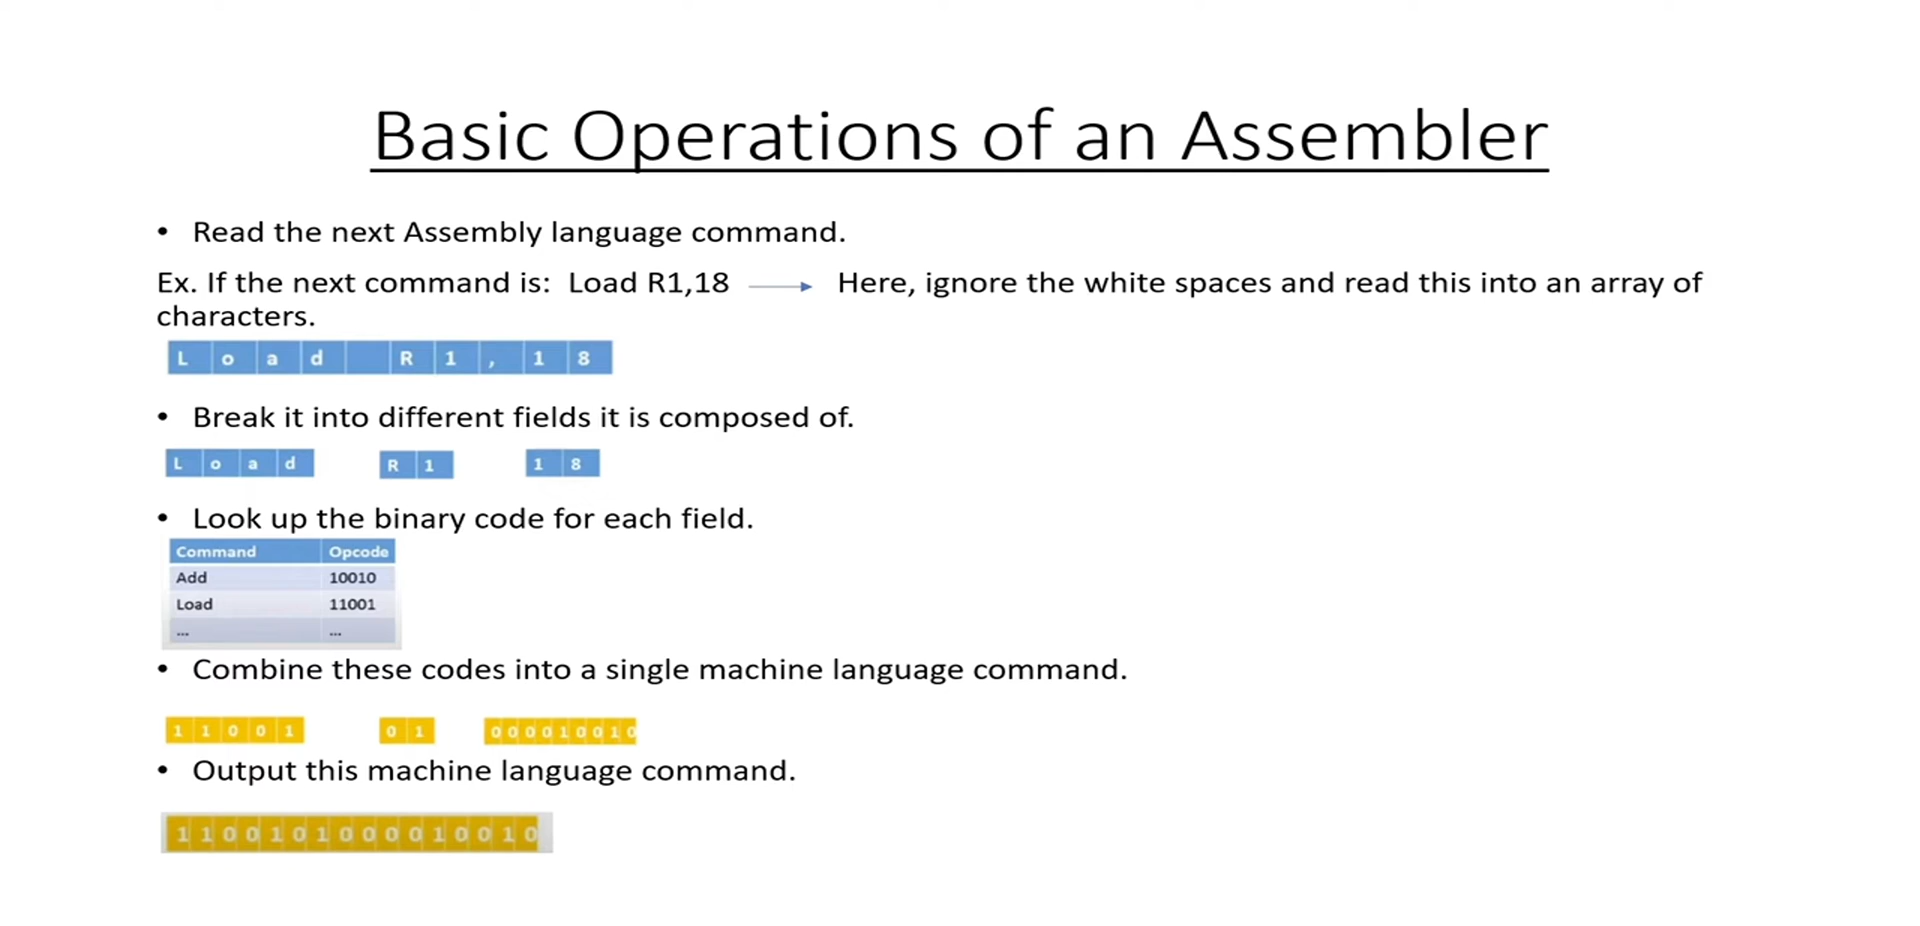 Basic Operations of an Assembler
• Read the next Assembly language command.
Ex. If the next command is: Load R1,18 → Here, ignore the white spaces and read this into an array of
characters.
L o a d R 1 , 1 8
• Break it into different fields it is composed of.
L o a d R 1 1 8
• Look up the binary code for each field.
Command Opcode
Add 10010
Load 11001
... ...
• Combine these codes into a single machine language command.
1 1 0 0 1 0 1 0 0 0 0 1 0 0 1 0
• Output this machine language command.
1 1 0 0 1 0 1 0 0 0 0 1 0 0 1 0